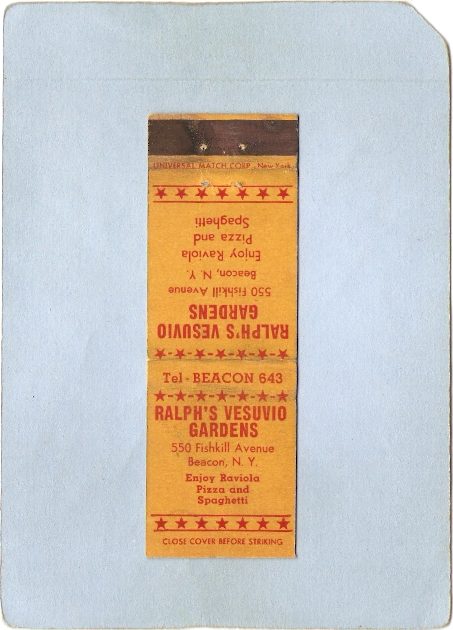 UNIVERSAL MATCH CORP., New York
RALPH'S VESUVIO
GARDENS
550 Fishkill Avenue
Beacon, N. Y.
Enjoy Raviola
Pizza and
Spaghetti
Tel - BEACON 643
RALPH'S VESUVIO
GARDENS
550 Fishkill Avenue
Beacon, N. Y.
Enjoy Raviola
Pizza and
Spaghetti
CLOSE COVER BEFORE STRIKING